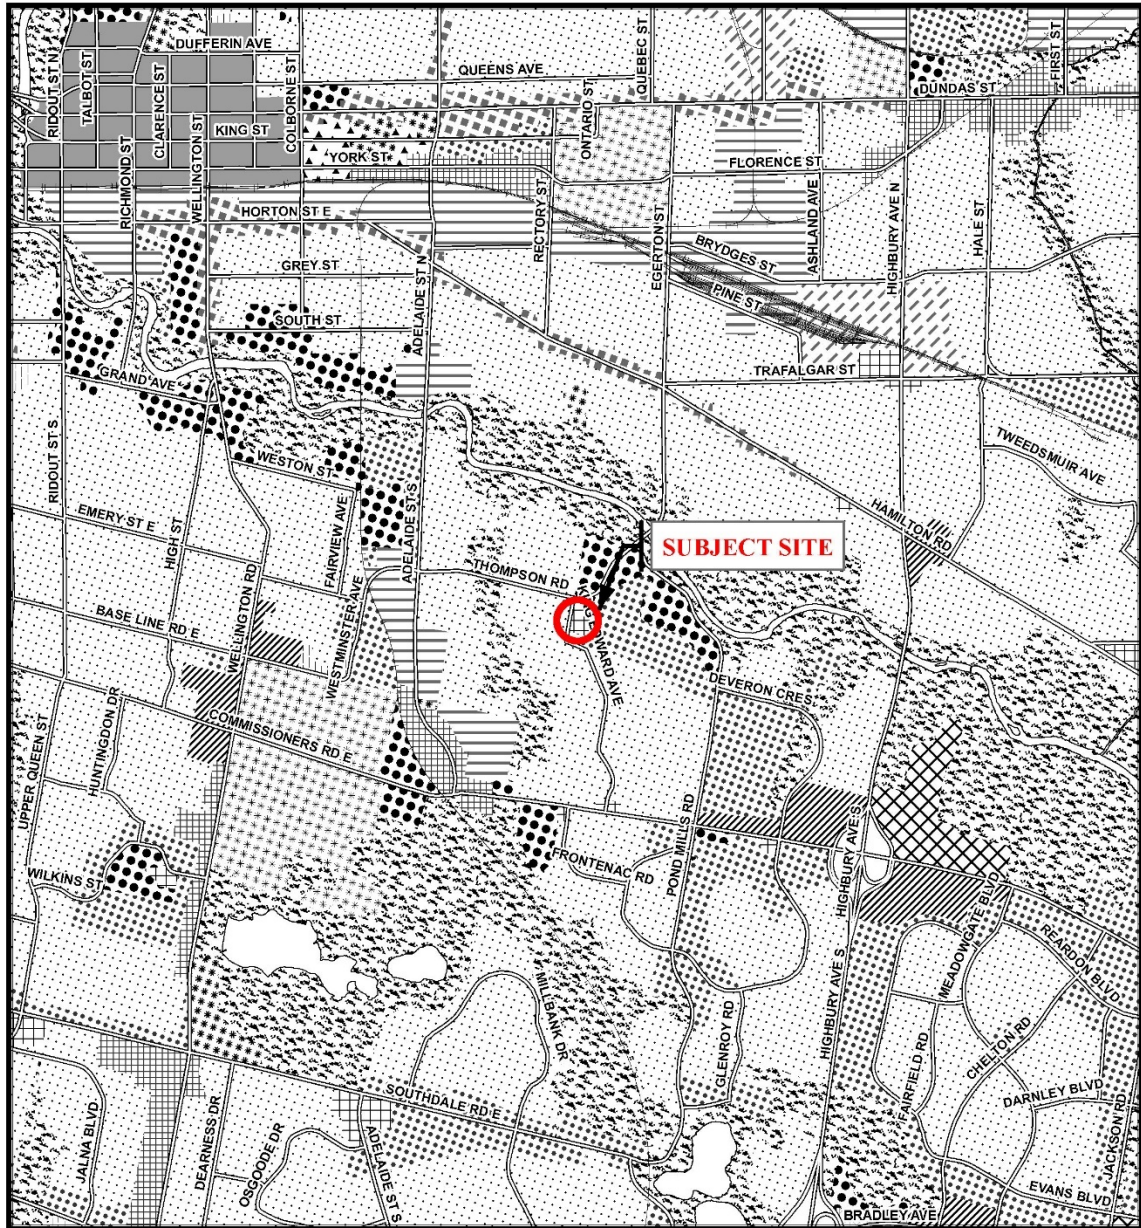 DUFFERIN AVE
QUEENS AVE
QUEBEC ST
FIRST ST
RIDOUT ST N
TALBOT ST
CLARENCE ST
COLBORNE ST
ONTARIO ST
DUNDAS ST
KING ST
WELLINGTON ST
RICHMOND ST
YORK ST
FLORENCE ST
RECTORY ST
ASHLAND AVE
HIGHBURY AVE N
HALE ST
HORTON ST E
EGERTON ST
BRYDGES ST
GREY ST
ADELAIDE ST N
PINE ST
SOUTH ST
TRAFALGAR ST
GRAND AVE
RIDOUT ST S
WESTON ST
TWEEDSMUIR AVE
EMERY ST E
HIGH ST
FAIRVIEW AVE
ADELAIDE ST S
HAMILTON RD
SUBJECT SITE
THOMPSON RD
BASE LINE RD E
WELLINGTON RD
WESTMINSTER AVE
KING EDWARD AVE
DEVERON CRES
UPPER QUEEN ST
HUNTINGDON DR
COMMISSIONERS RD E
POND MILLS RD
HIGHBURY AVE S
FRONTENAC RD
WILKINS ST
MEADOWGATE BLVD
REARDON BLVD
MILLBANK DR
HIGHBURY AVE S
GLENROY RD
FAIRFIELD RD
CHELTON RD
SOUTHDALE RD E
DARNLEY BLVD
JALNA BLVD
DEARNESS DR
OSGOODE DR
ADELAIDE ST S
JACKSON RD
EVANS BLVD
BRADLEY AVE